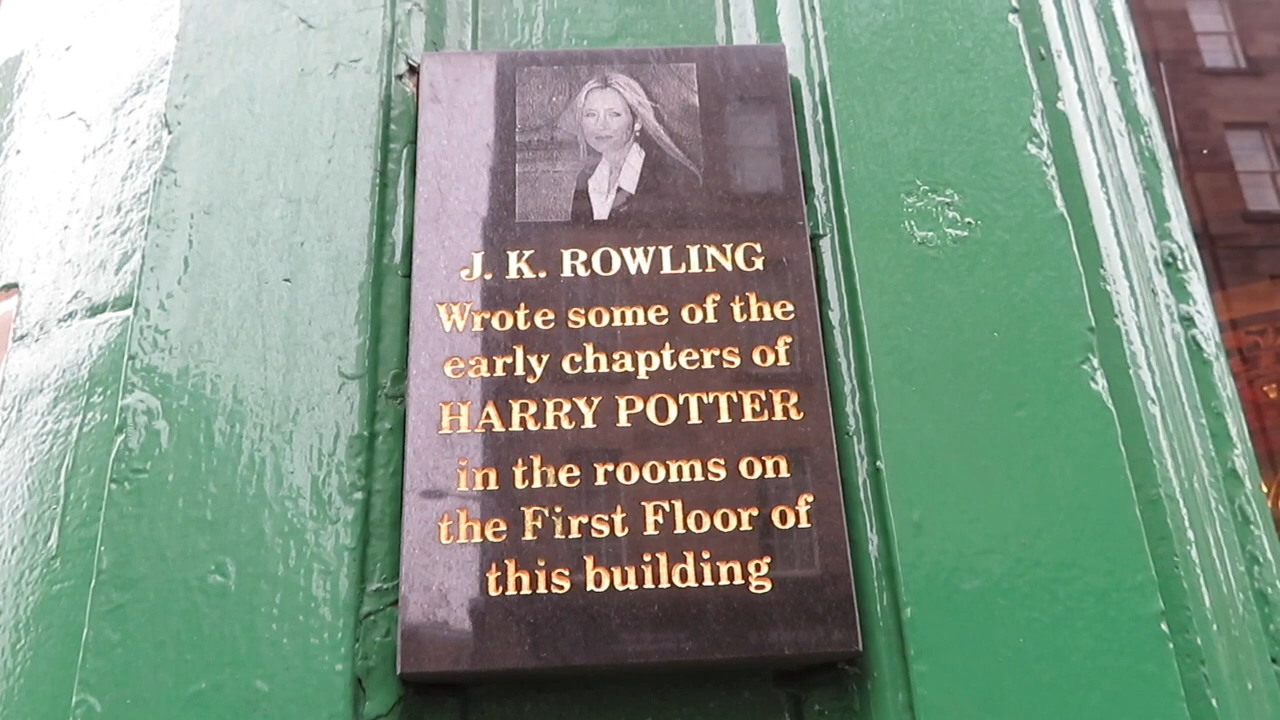 J. K. ROWLING
Wrote some of the
early chapters of
HARRY POTTER
in the rooms on
the First Floor of
this building